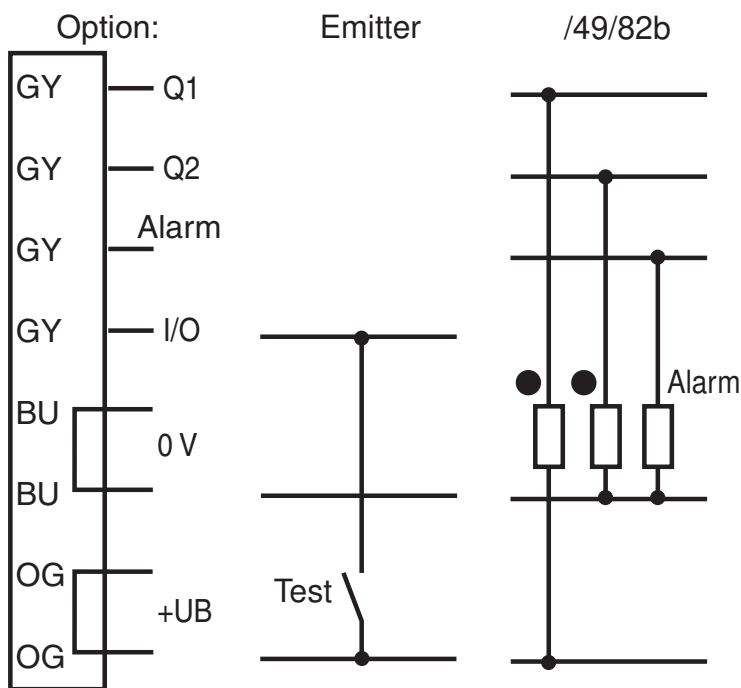 Option: Emitter /49/82b
GY Q1
GY Q2
GY Alarm
GY I/O
BU
0 V
Alarm
BU
OG
Test
+UB
OG